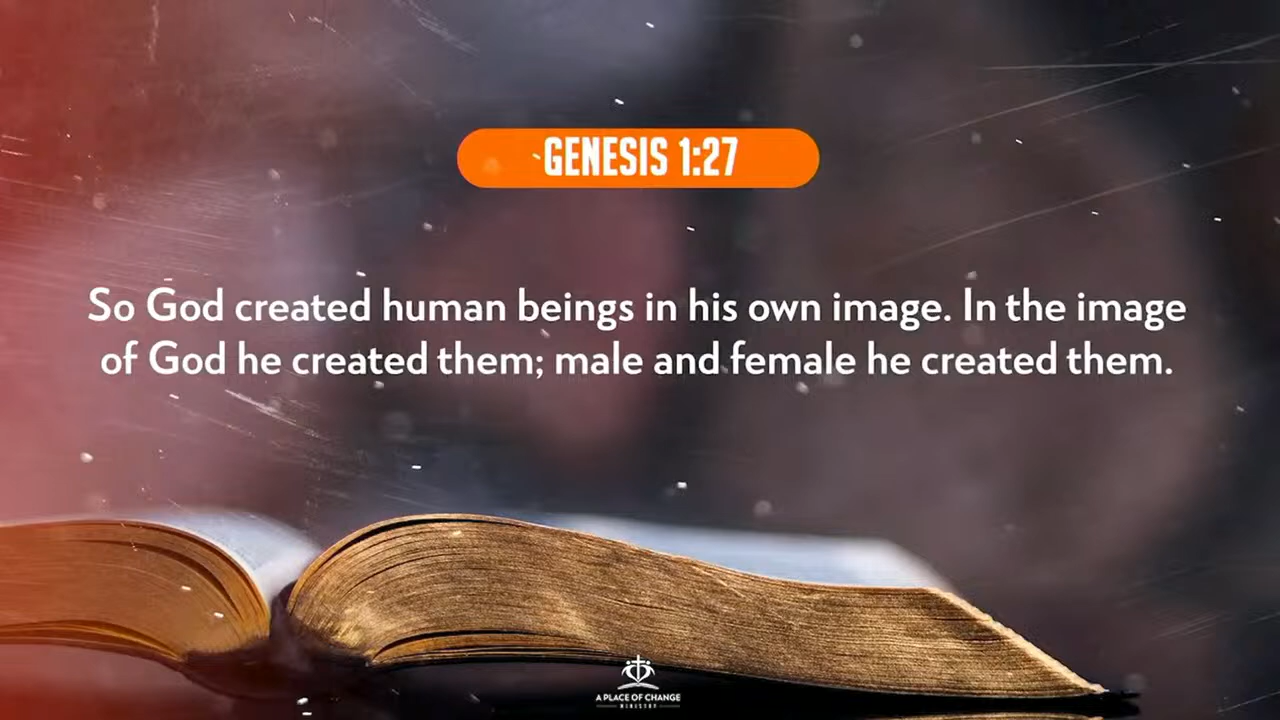 GENESIS 1:27
So God created human beings in his own image. In the image
of God he created them; male and female he created them.
A PLACE OF CHANGE
MINISTRY